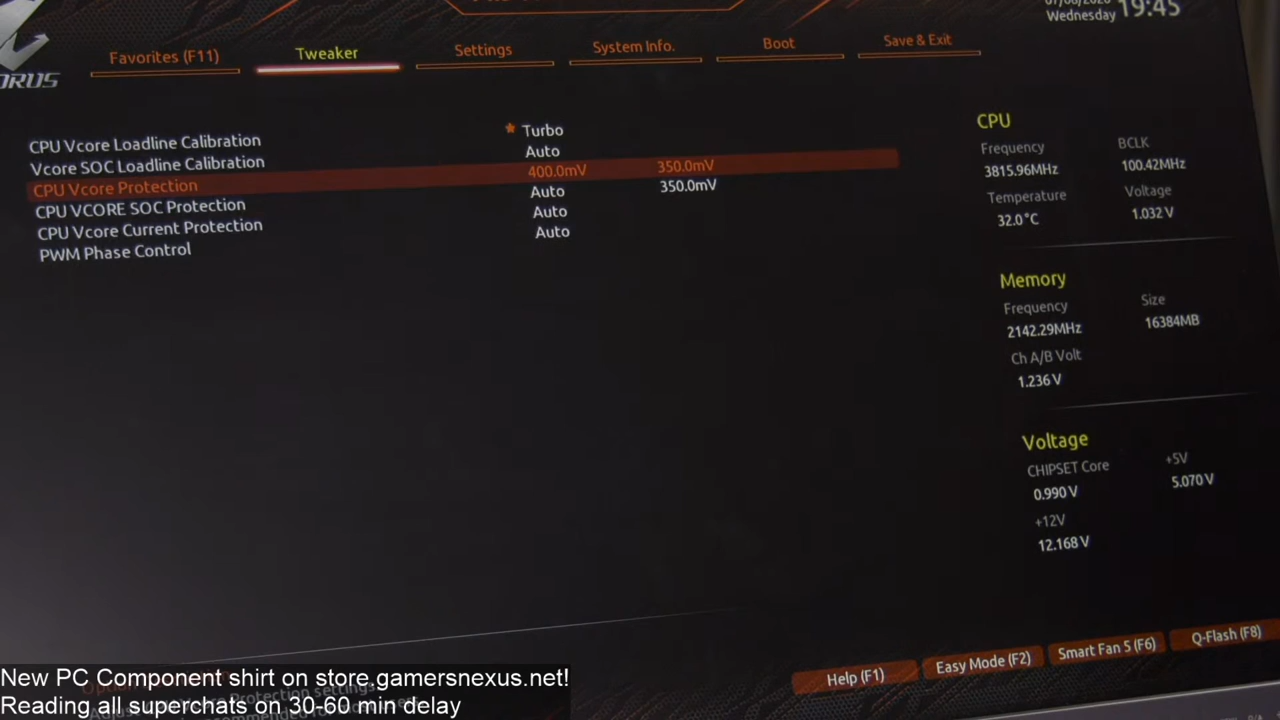 19:45
Wednesday
Favorites (F11) Tweaker Settings System Info. Boot Save & Exit
CPU Vcore Loadline Calibration Turbo
Vcore SOC Loadline Calibration Auto
CPU Vcore Protection 400.0mV 350.0mV
CPU VCORE SOC Protection Auto 350.0mV
CPU Vcore Current Protection Auto
PWM Phase Control Auto
CPU
Frequency BCLK
3815.96MHz 100.42MHz
Temperature Voltage
32.0°C 1.032 V
Memory
Frequency Size
2142.29MHz 16384MB
Ch A/B Volt
1.236 V
Voltage
CHIPSET Core +5V
0.990 V 5.070 V
+12V
12.168 V
Help (F1) Easy Mode (F2) Smart Fan 5 (F6) Q-Flash (F8)
New PC Component shirt on store.gamersnexus.net!
Reading all superchats on 30-60 min delay